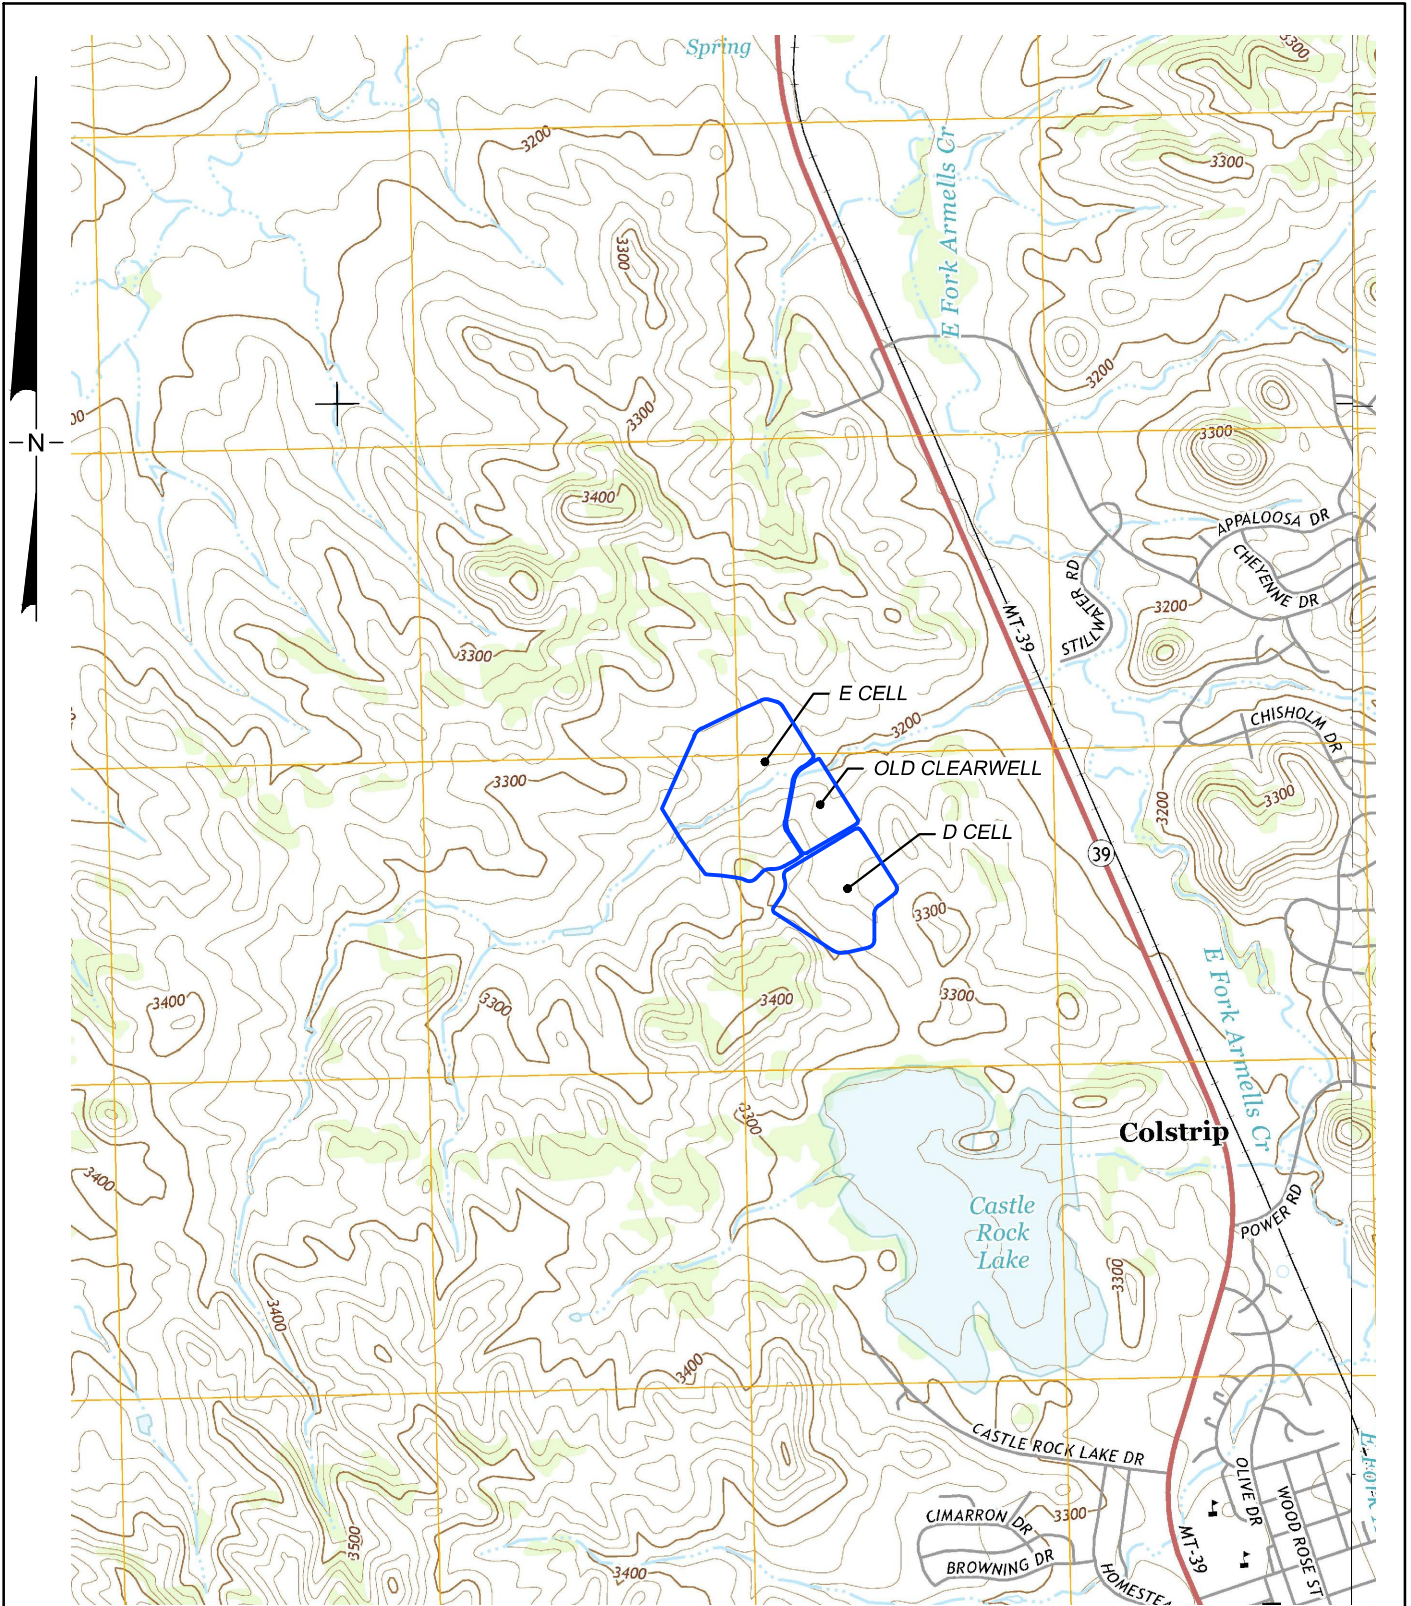 Spring
3300
3200
E Fork Armells Cr
3300
3300
N
3200
3300
3300
3400
APPALOOSA DR
CHEYENNE DR
STILLWATER RD
3200
MT-39
3300
E CELL
3200
CHISHOLM DR
OLD CLEARWELL
3300
3300
3200
D CELL
39
3300
E Fork Armells Cr
3400
3300
3400
3300
3300
Colstrip
3400
Castle
Rock
Lake
POWER RD
3300
3400
3400
CASTLE ROCK LAKE DR
OLIVE DR
WOOD ROSE ST
CIMARRON DR
3300
MT-39
3500
BROWNING DR
3400
HOMESTEA